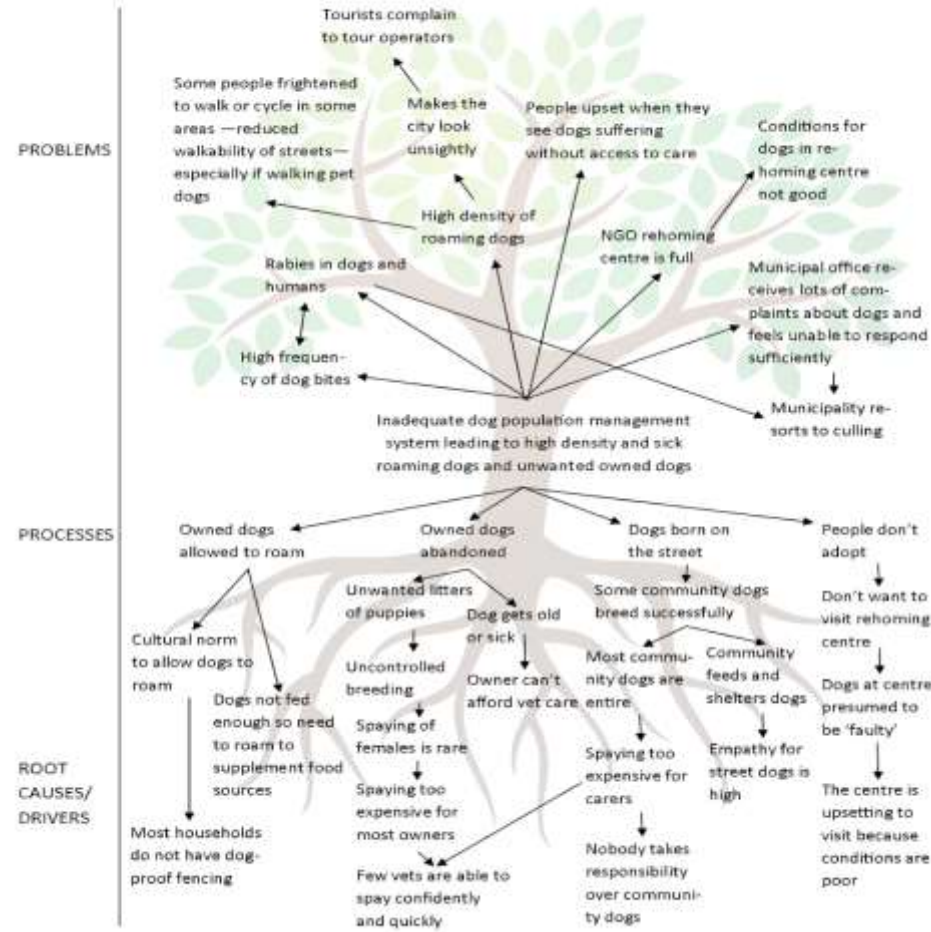 Tourists complain
to tour operators
Some people frightened
to walk or cycle in some
areas —reduced
walkability of streets—
especially if walking pet
dogs
Makes the
city look
unsightly
People upset when they
see dogs suffering
without access to care
Conditions for
dogs in re-
homing centre
not good
PROBLEMS
High density of
roaming dogs
NGO rehoming
centre is full
Rabies in dogs and
humans
Municipal office re-
ceives lots of com-
plaints about dogs and
feels unable to respond
sufficiently
High frequen-
cy of dog bites
Municipality re-
sorts to culling
Inadequate dog population management
system leading to high density and sick
roaming dogs and unwanted owned dogs
PROCESSES
Owned dogs
allowed to roam
Owned dogs
abandoned
Dogs born on
the street
People don't
adopt
Unwanted litters
of puppies
Dog gets old
or sick
Some community dogs
breed successfully
Don't want to
visit rehoming
centre
Cultural norm
to allow dogs to
roam
Dogs not fed
enough so need
to roam to
supplement food
sources
Uncontrolled
breeding
Owner can't
afford vet care
Most commu-
nity dogs are
entire
Community
feeds and
shelters dogs
Dogs at centre
presumed to
be 'faulty'
Spaying of
females is rare
Spaying too
expensive for
carers
Empathy for
street dogs is
high
ROOT
CAUSES/
DRIVERS
Spaying too
expensive for
most owners
The centre is
upsetting to
visit because
conditions are
poor
Most households
do not have dog-
proof fencing
Few vets are able to
spay confidently
and quickly
Nobody takes
responsibility
over communi-
ty dogs